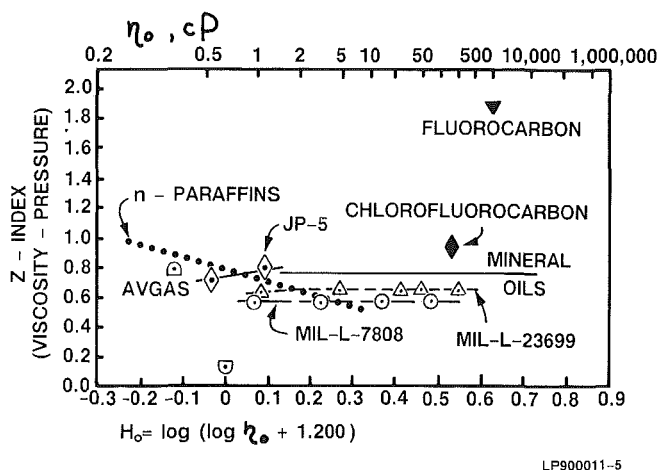 η₀ , cP
0.2 0.5 1 5 10 50 500 10,000 1,000,000
2.0
1.8
1.6
1.4
1.2
1.0
0.8
0.6
0.4
0.2
0.0
Z – INDEX
(VISCOSITY – PRESSURE)
FLUOROCARBON
n – PARAFFINS
JP–5
CHLOROFLUOROCARBON
MINERAL
OILS
AVGAS
MIL–L–7808
MIL–L–23699
–0.3 –0.2 –0.1 0 0.1 0.2 0.3 0.4 0.5 0.6 0.7 0.8 0.9
H₀= log (log η₀ + 1.200)
LP900011–5